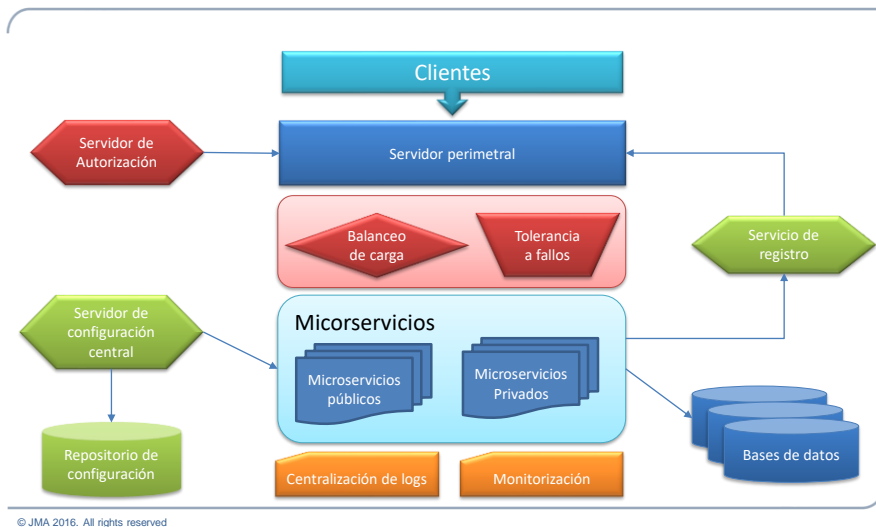 Clientes
Servidor de
Autorización
Servidor perimetral
Balanceo
de carga
Tolerancia
a fallos
Servicio de
registro
Servidor de
configuración
central
Micorservicios
Microservicios
públicos
Microservicios
Privados
Repositorio de
configuración
Bases de datos
Centralización de logs
Monitorización
© JMA 2016. All rights reserved